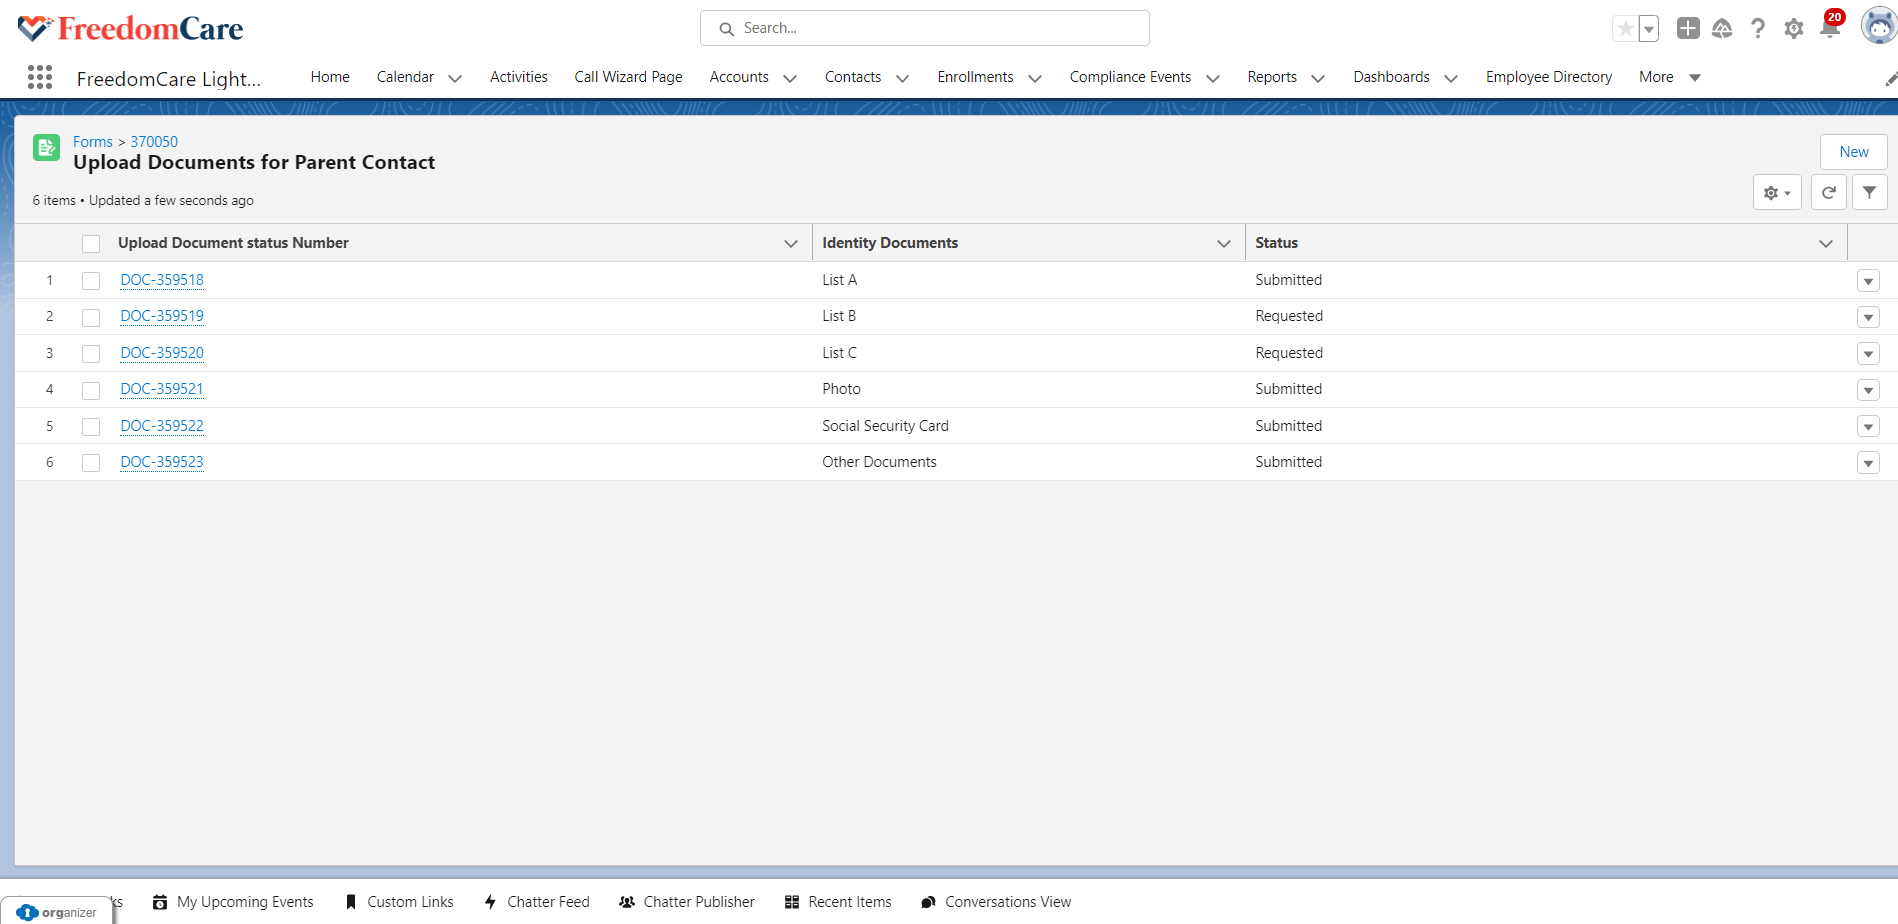 FreedomCare
Search...
20
FreedomCare Light...
Home
Calendar
Activities
Call Wizard Page
Accounts
Contacts
Enrollments
Compliance Events
Reports
Dashboards
Employee Directory
More
Forms > 370050
Upload Documents for Parent Contact
New
6 items • Updated a few seconds ago
Upload Document status Number Identity Documents Status
1 DOC-359518 List A Submitted
2 DOC-359519 List B Requested
3 DOC-359520 List C Requested
4 DOC-359521 Photo Submitted
5 DOC-359522 Social Security Card Submitted
6 DOC-359523 Other Documents Submitted
organizer
ks
My Upcoming Events
Custom Links
Chatter Feed
Chatter Publisher
Recent Items
Conversations View